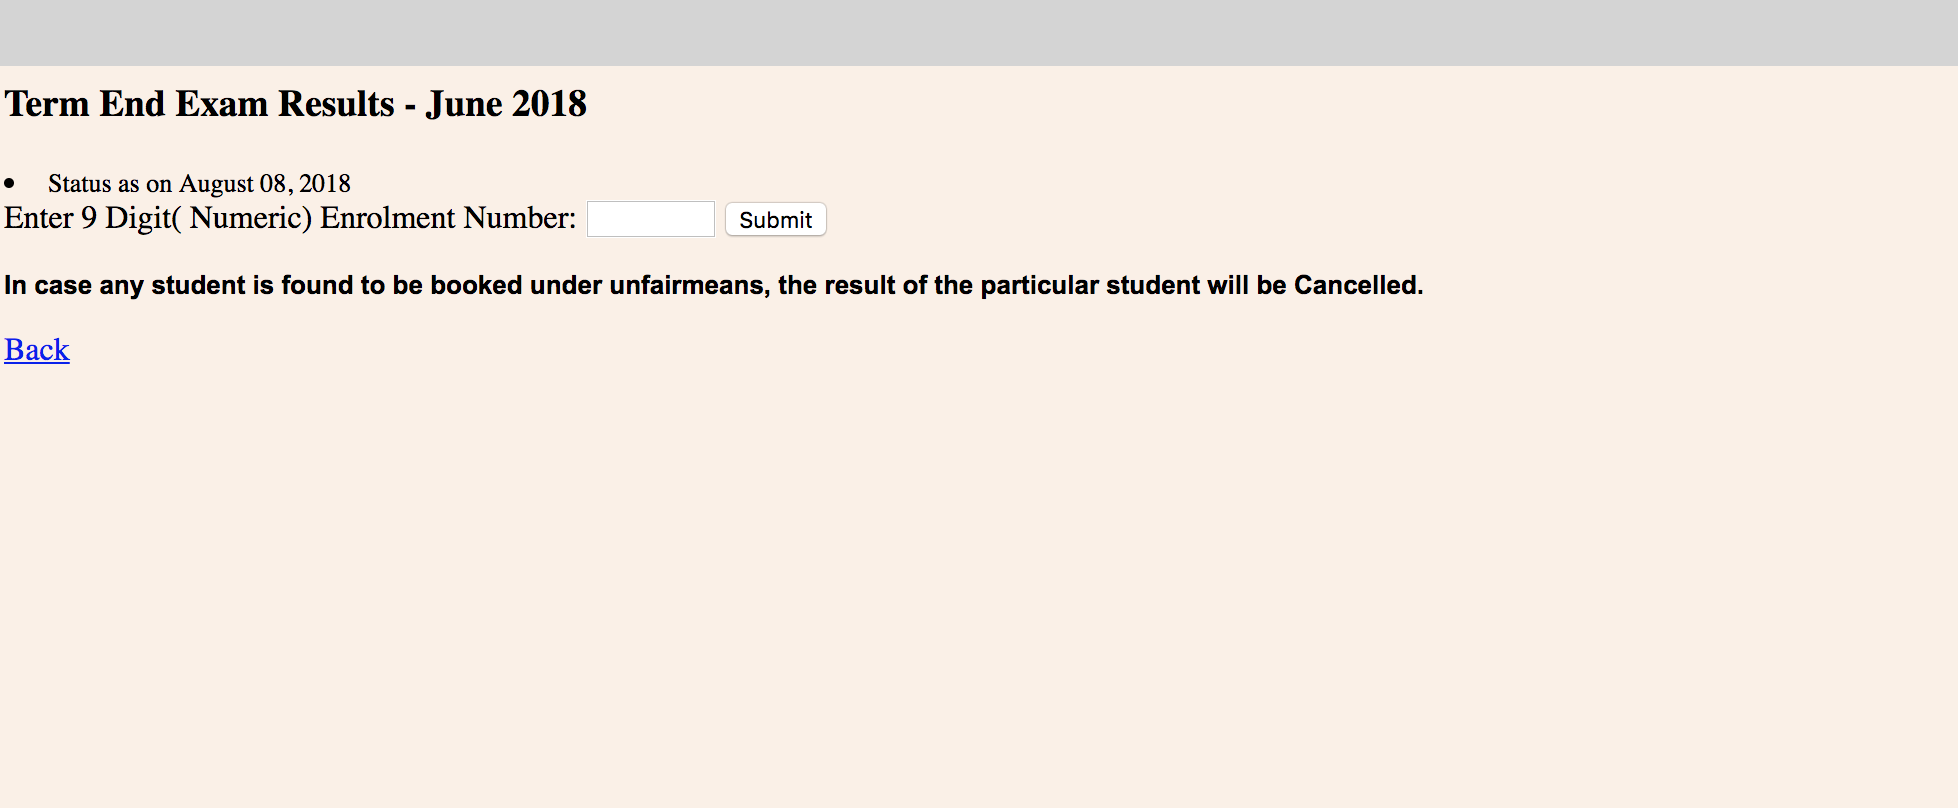 Term End Exam Results - June 2018
• Status as on August 08, 2018
Enter 9 Digit( Numeric) Enrolment Number: Submit
In case any student is found to be booked under unfairmeans, the result of the particular student will be Cancelled.
Back